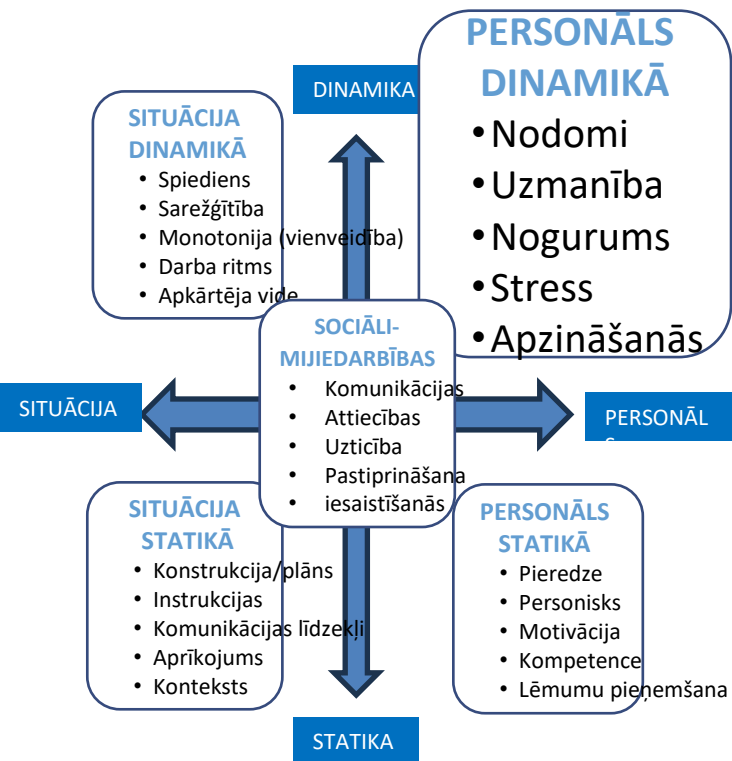 PERSONĀLS
DINAMIKĀ
• Nodomi
• Uzmanība
• Nogurums
• Stress
• Apzināšanās
DINAMIKA
SITUĀCIJA
DINAMIKĀ
• Spiediens
• Sarežģītība
• Monotonija (vienveidība)
• Darba ritms
• Apkārtēja vide
SOCIĀLI-
MIJIEDARBĪBAS
• Komunikācijas
• Attiecības
• Uzticība
• Pastiprināšana
• iesaistīšanās
SITUĀCIJA
PERSONĀL
SITUĀCIJA
STATIKĀ
• Konstrukcija/plāns
• Instrukcijas
• Komunikācijas līdzekļi
• Aprīkojums
• Konteksts
PERSONĀLS
STATIKĀ
• Pieredze
• Personisks
• Motivācija
• Kompetence
• Lēmumu pieņemšana
STATIKA